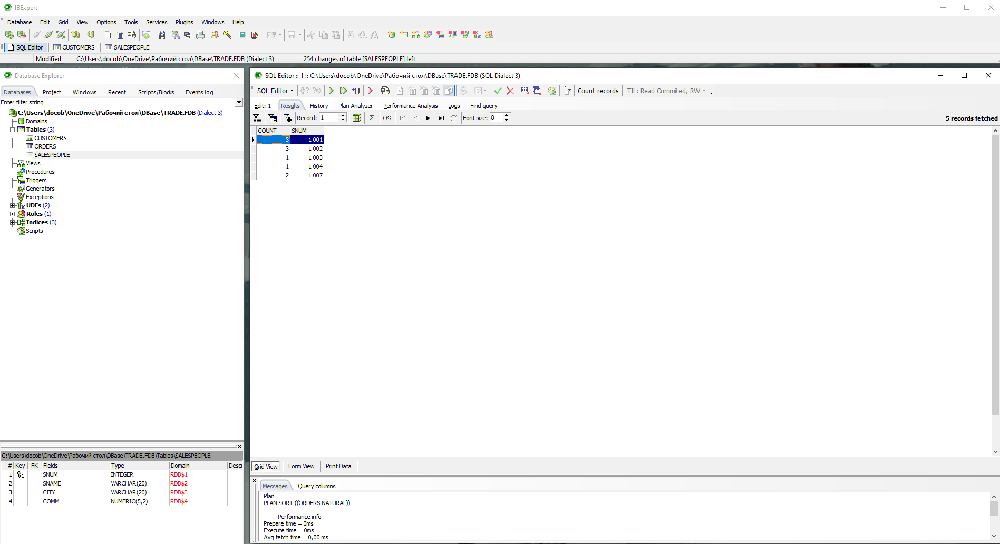 IBExpert
Database Edit Grid View Options Tools Services Plugins Windows Help
SQL Editor CUSTOMERS SALESPEOPLE
Modified C:\Users\docob\OneDrive\Рабочий стол\DBase\TRADE.FDB (Dialect 3) 254 changes of table [SALESPEOPLE] left
Database Explorer
Databases Project Windows Recent Scripts/Bloks Events log
Enter filter string
C:\Users\docob\OneDrive\Рабочий стол\DBase\TRADE.FDB (Dialect 3)
Domains
Tables (3)
CUSTOMERS
ORDERS
SALESPEOPLE
Views
Procedures
Triggers
Generators
Exceptions
UDFs (2)
Roles (1)
Indices (3)
Scripts
C:\Users\docob\OneDrive\Рабочий стол\DBase\TRADE.FDB\Tables\SALESPEOPLE
# Key FK Fields Type Domain Descr
1 1 SNUM INTEGER RDB$1
2 SNAME VARCHAR(20) RDB$2
3 CITY VARCHAR(20) RDB$3
4 COMM NUMERIC(5,2) RDB$4
SQL Editor :: 1 :: C:\Users\docob\OneDrive\Рабочий стол\DBase\TRADE.FDB (SQL Dialect 3)
SQL Editor Count records TIL: Read Commited, RW
Edit: 1 Results History Plan Analyzer Performance Analysis Logs Find query
Record: 1 Σ ÖΩ Font size: 8 5 records fetched
COUNT SNUM
3 1 001
3 1 002
1 1 003
1 1 004
2 1 007
Grid View Form View Print Data
Messages Query columns
Plan
PLAN SORT ((ORDERS NATURAL))
------ Performance info ------
Prepare time = 0ms
Execute time = 0ms
Avg fetch time = 0,00 ms